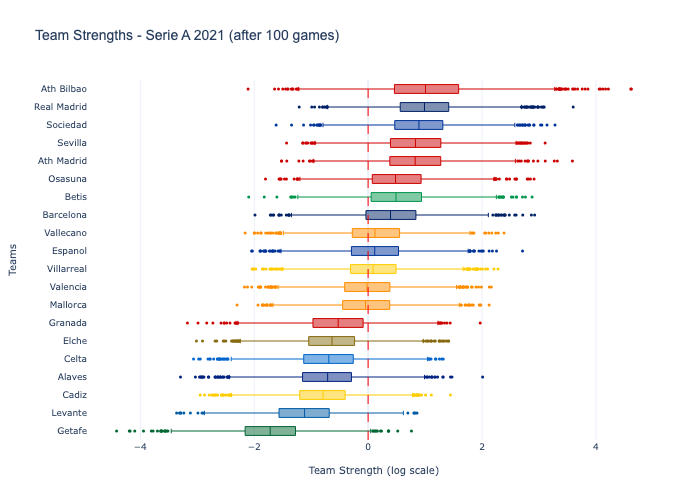 Team Strengths - Serie A 2021 (after 100 games)
Ath Bilbao
Real Madrid
Sociedad
Sevilla
Ath Madrid
Osasuna
Betis
Barcelona
Vallecano
Espanol
Villarreal
Valencia
Mallorca
Granada
Elche
Celta
Alaves
Cadiz
Levante
Getafe
Teams
−4
−2
0
2
4
Team Strength (log scale)